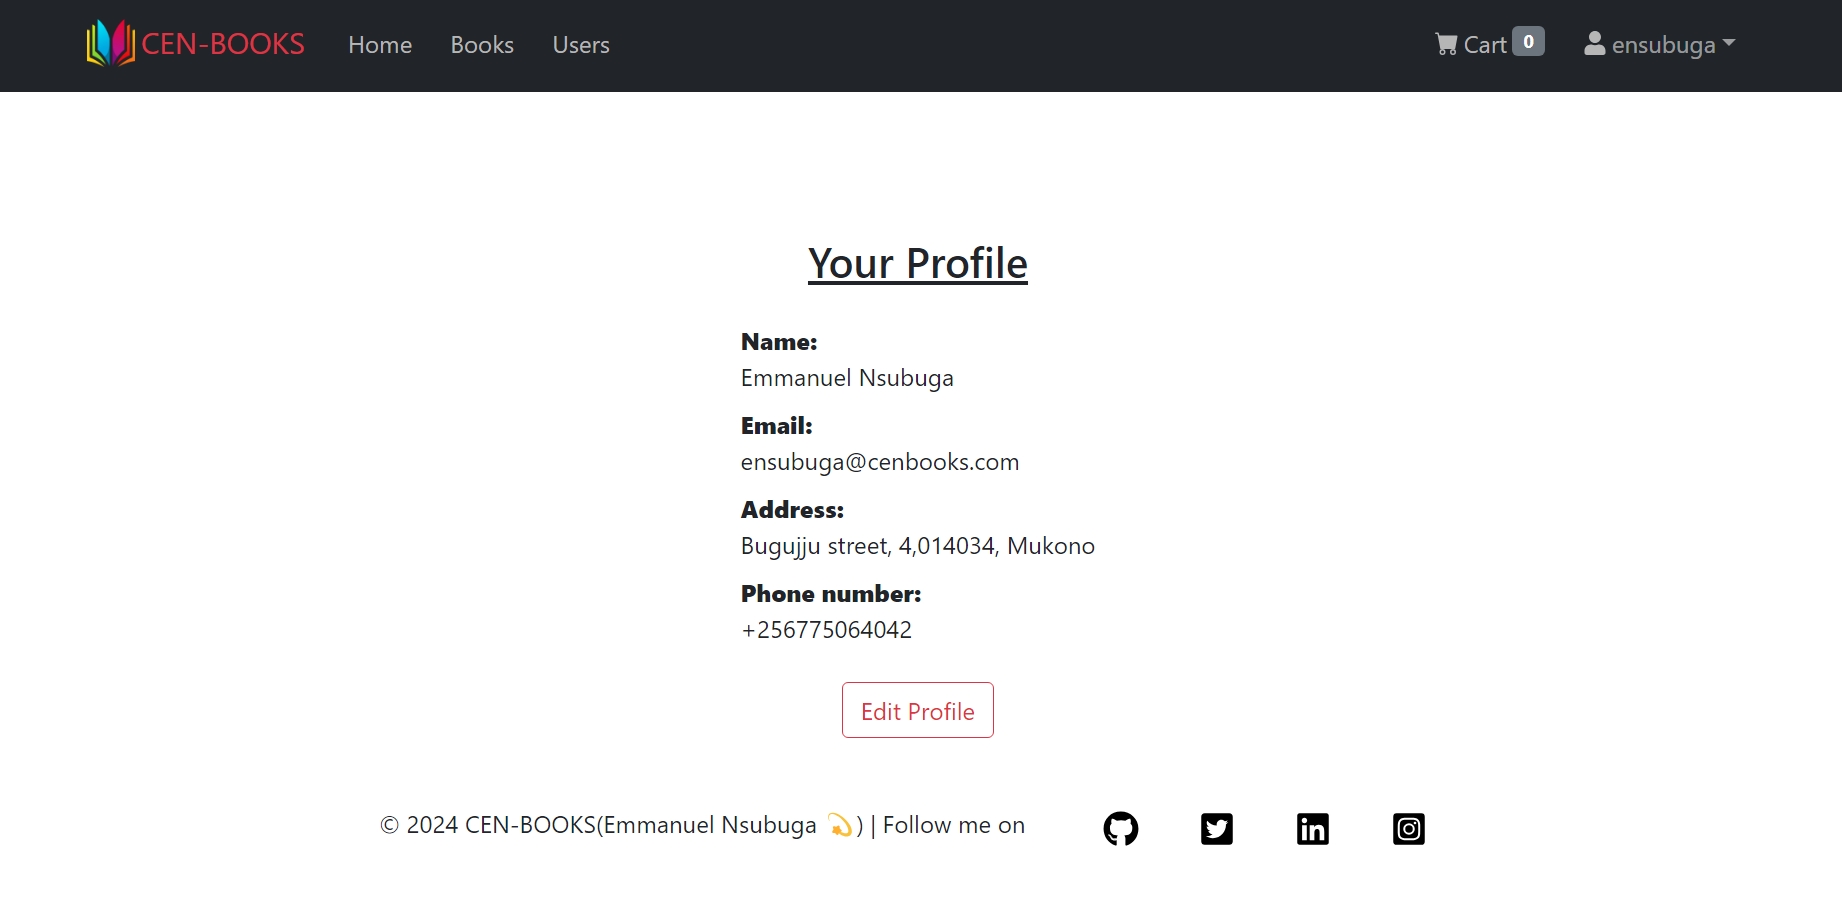 CEN-BOOKS Home Books Users Cart 0 ensubuga
Your Profile
Name:
Emmanuel Nsubuga
Email:
ensubuga@cenbooks.com
Address:
Bugujju street, 4,014034, Mukono
Phone number:
+256775064042
Edit Profile
© 2024 CEN-BOOKS(Emmanuel Nsubuga 💫) | Follow me on